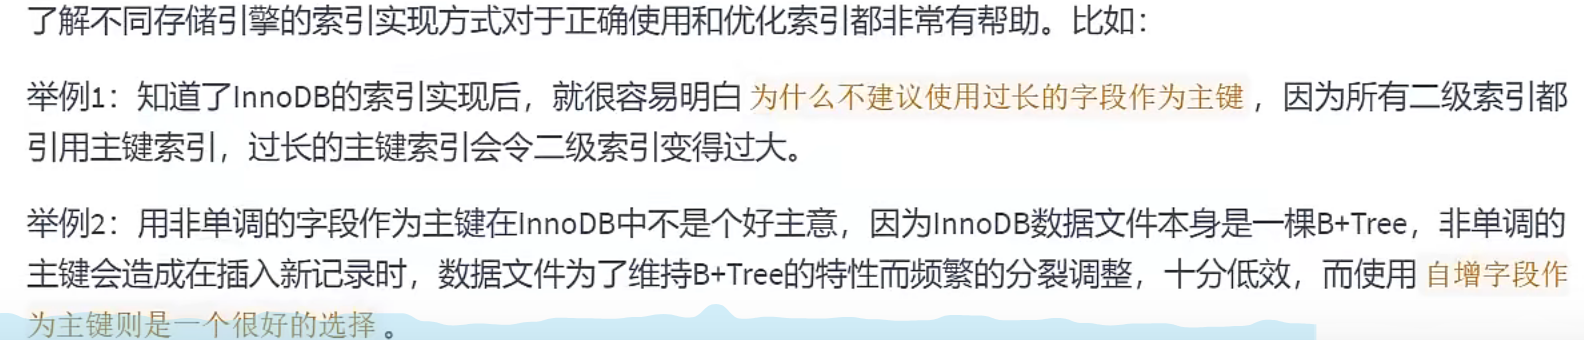 了解不同存储引擎的索引实现方式对于正确使用和优化索引都非常有帮助。比如：
举例1：知道了InnoDB的索引实现后，就很容易明白 为什么不建议使用过长的字段作为主键 ，因为所有二级索引都
引用主键索引，过长的主键索引会令二级索引变得过大。
举例2：用非单调的字段作为主键在InnoDB中不是个好主意，因为InnoDB数据文件本身是一棵B+Tree，非单调的
主键会造成在插入新记录时，数据文件为了维持B+Tree的特性而频繁的分裂调整，十分低效，而使用 自增字段作
为主键则是一个很好的选择 。